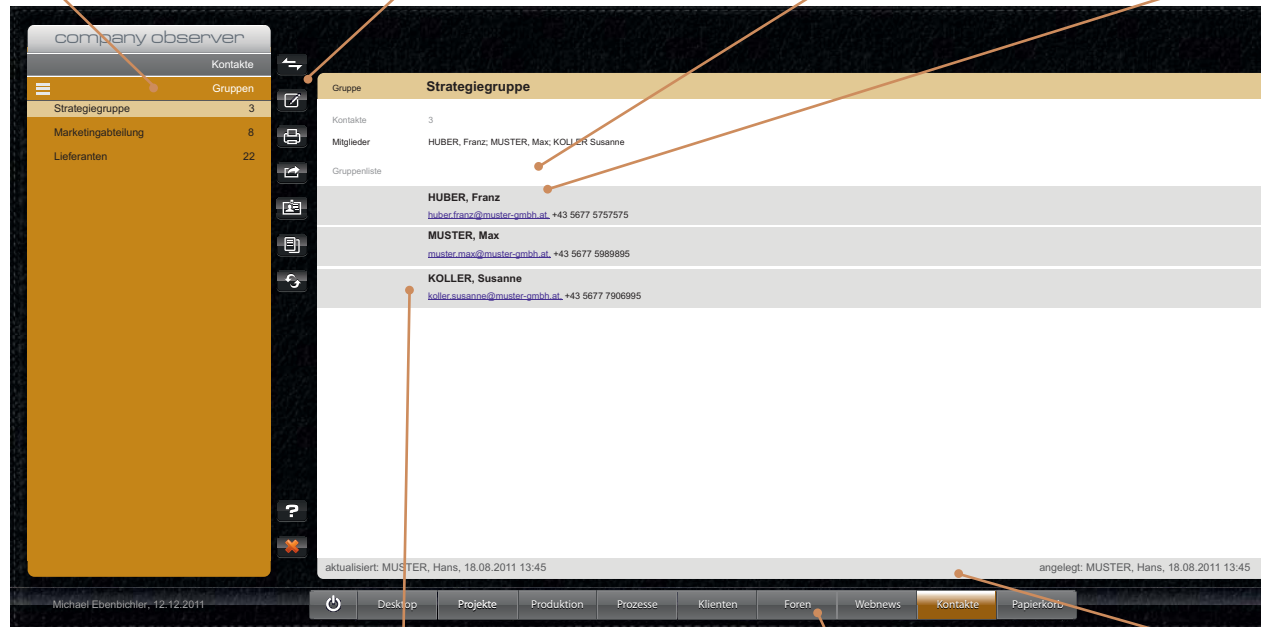 company observer
Kontakte
Gruppen
Strategiegruppe 3
Marketingabteilung 8
Lieferanten 22
Gruppe Strategiegruppe
Kontakte 3
Mitglieder HUBER, Franz; MUSTER, Max; KOLLER Susanne
Gruppenliste
HUBER, Franz
huber.franz@muster-gmbh.at, +43 5677 5757575
MUSTER, Max
muster.max@muster-gmbh.at, +43 5677 5989895
KOLLER, Susanne
koller.susanne@muster-gmbh.at, +43 5677 7906995
?
aktualisiert: MUSTER, Hans, 18.08.2011 13:45 angelegt: MUSTER, Hans, 18.08.2011 13:45
Michael Ebenbichler, 12.12.2011 Desktop Projekte Produktion Prozesse Klienten Foren Webnews Kontakte Papierkorb